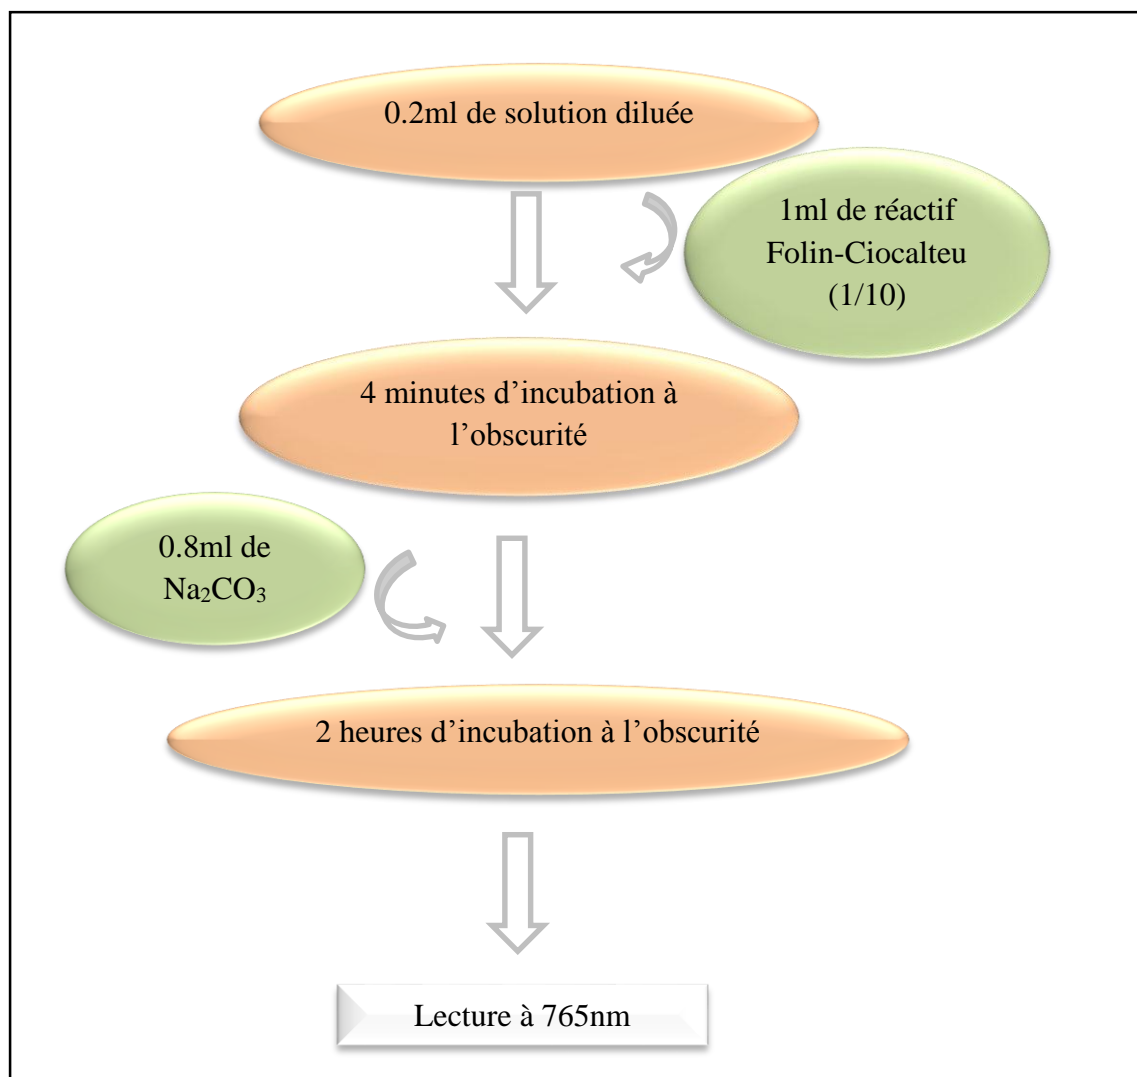 0.2ml de solution diluée
1ml de réactif
Folin-Ciocalteu
(1/10)
4 minutes d’incubation à
l’obscurité
0.8ml de
Na₂CO₃
2 heures d’incubation à l’obscurité
Lecture à 765nm